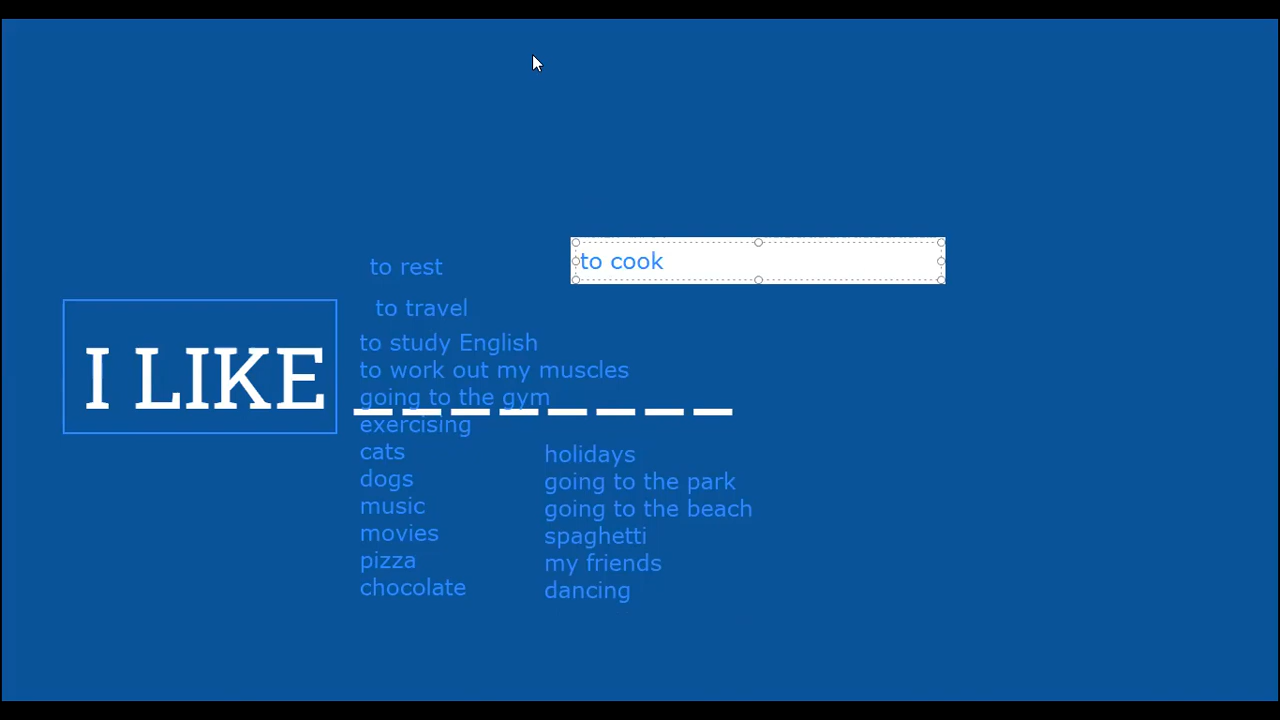 to cook
to rest
to travel
I LIKE
to study English
to work out my muscles
going to the gym
exercising
cats
dogs
music
movies
pizza
chocolate
holidays
going to the park
going to the beach
spaghetti
my friends
dancing